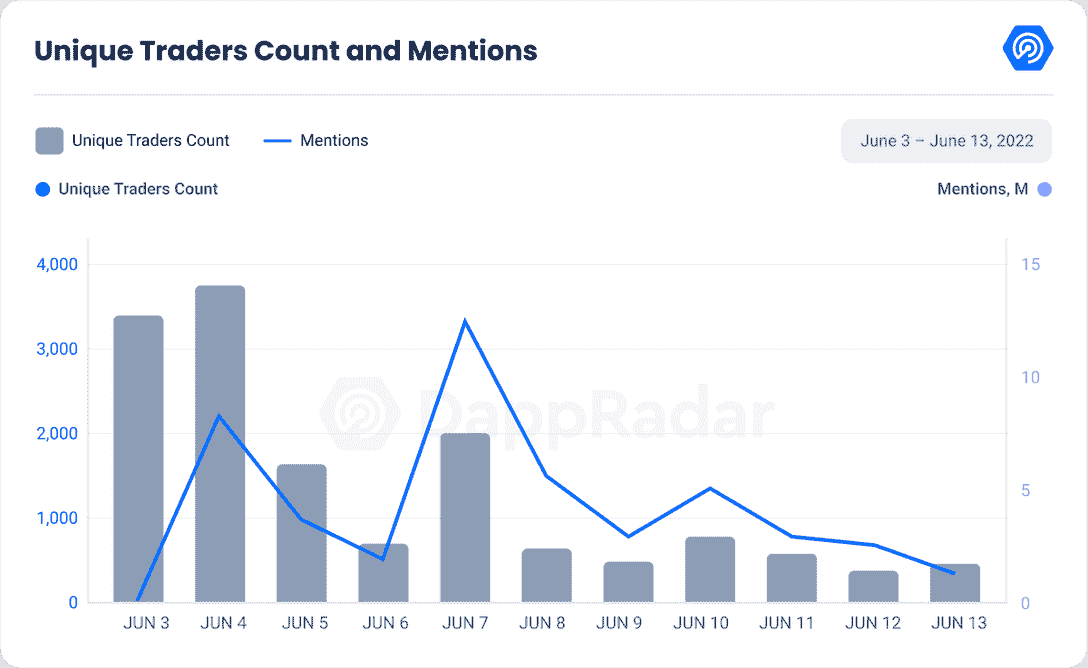 Unique Traders Count and Mentions
Unique Traders Count
Mentions
June 3 – June 13, 2022
Unique Traders Count
Mentions, M
4,000
3,000
2,000
1,000
0
15
10
5
0
DappRadar
JUN 3 JUN 4 JUN 5 JUN 6 JUN 7 JUN 8 JUN 9 JUN 10 JUN 11 JUN 12 JUN 13